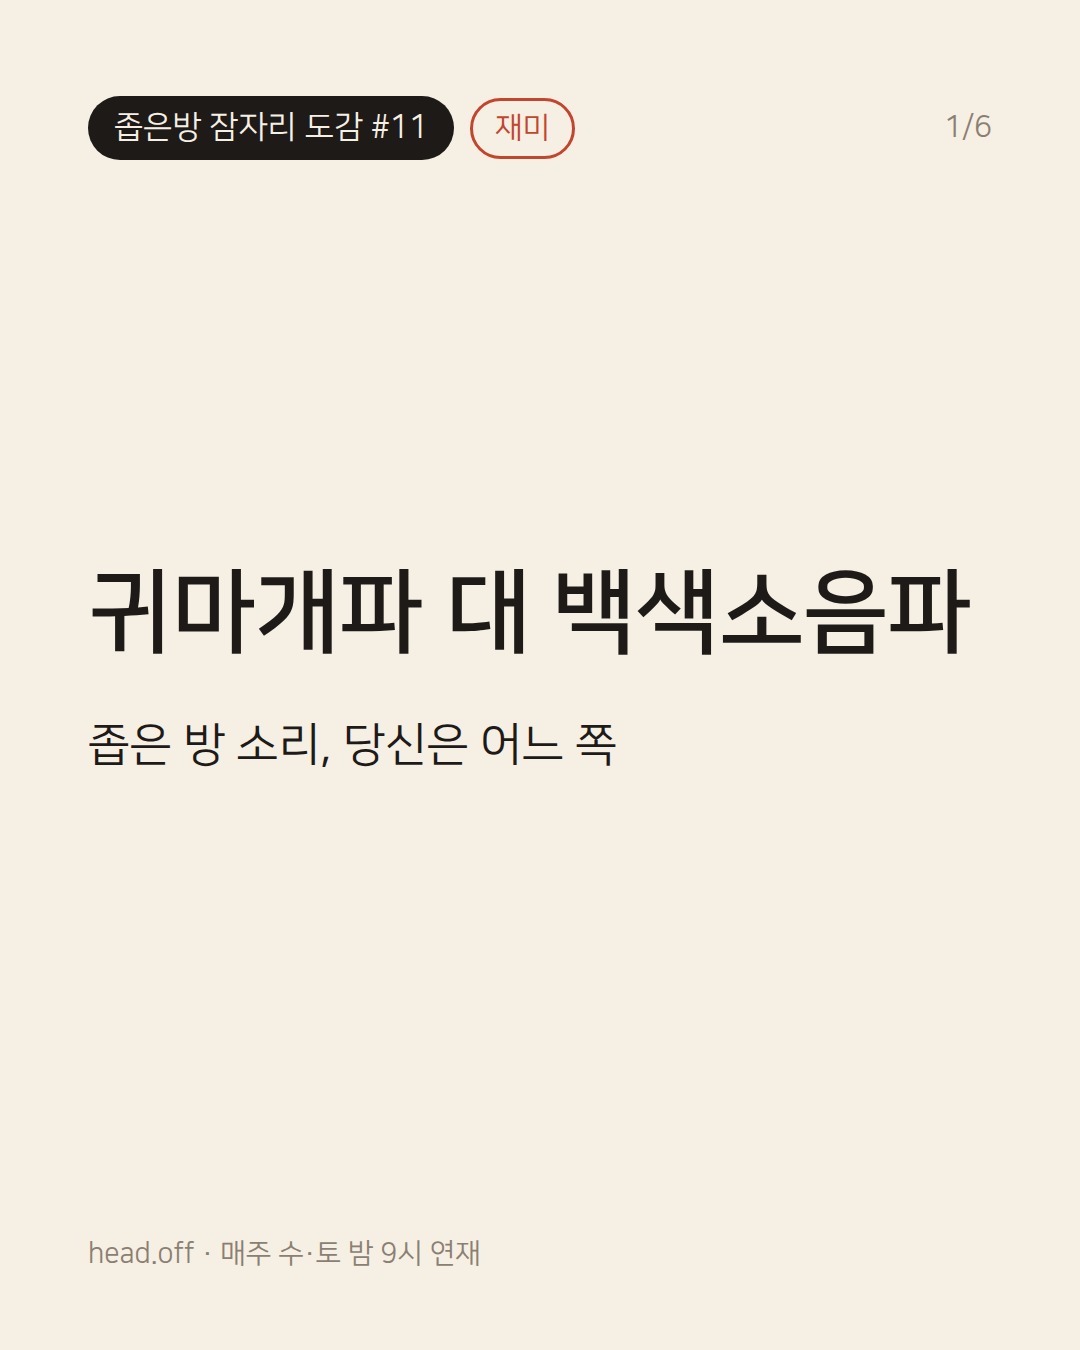 좁은방 잠자리 도감 #11
재미
1/6
귀마개파 대 백색소음파
좁은 방 소리, 당신은 어느 쪽
head.off · 매주 수·토 밤 9시 연재